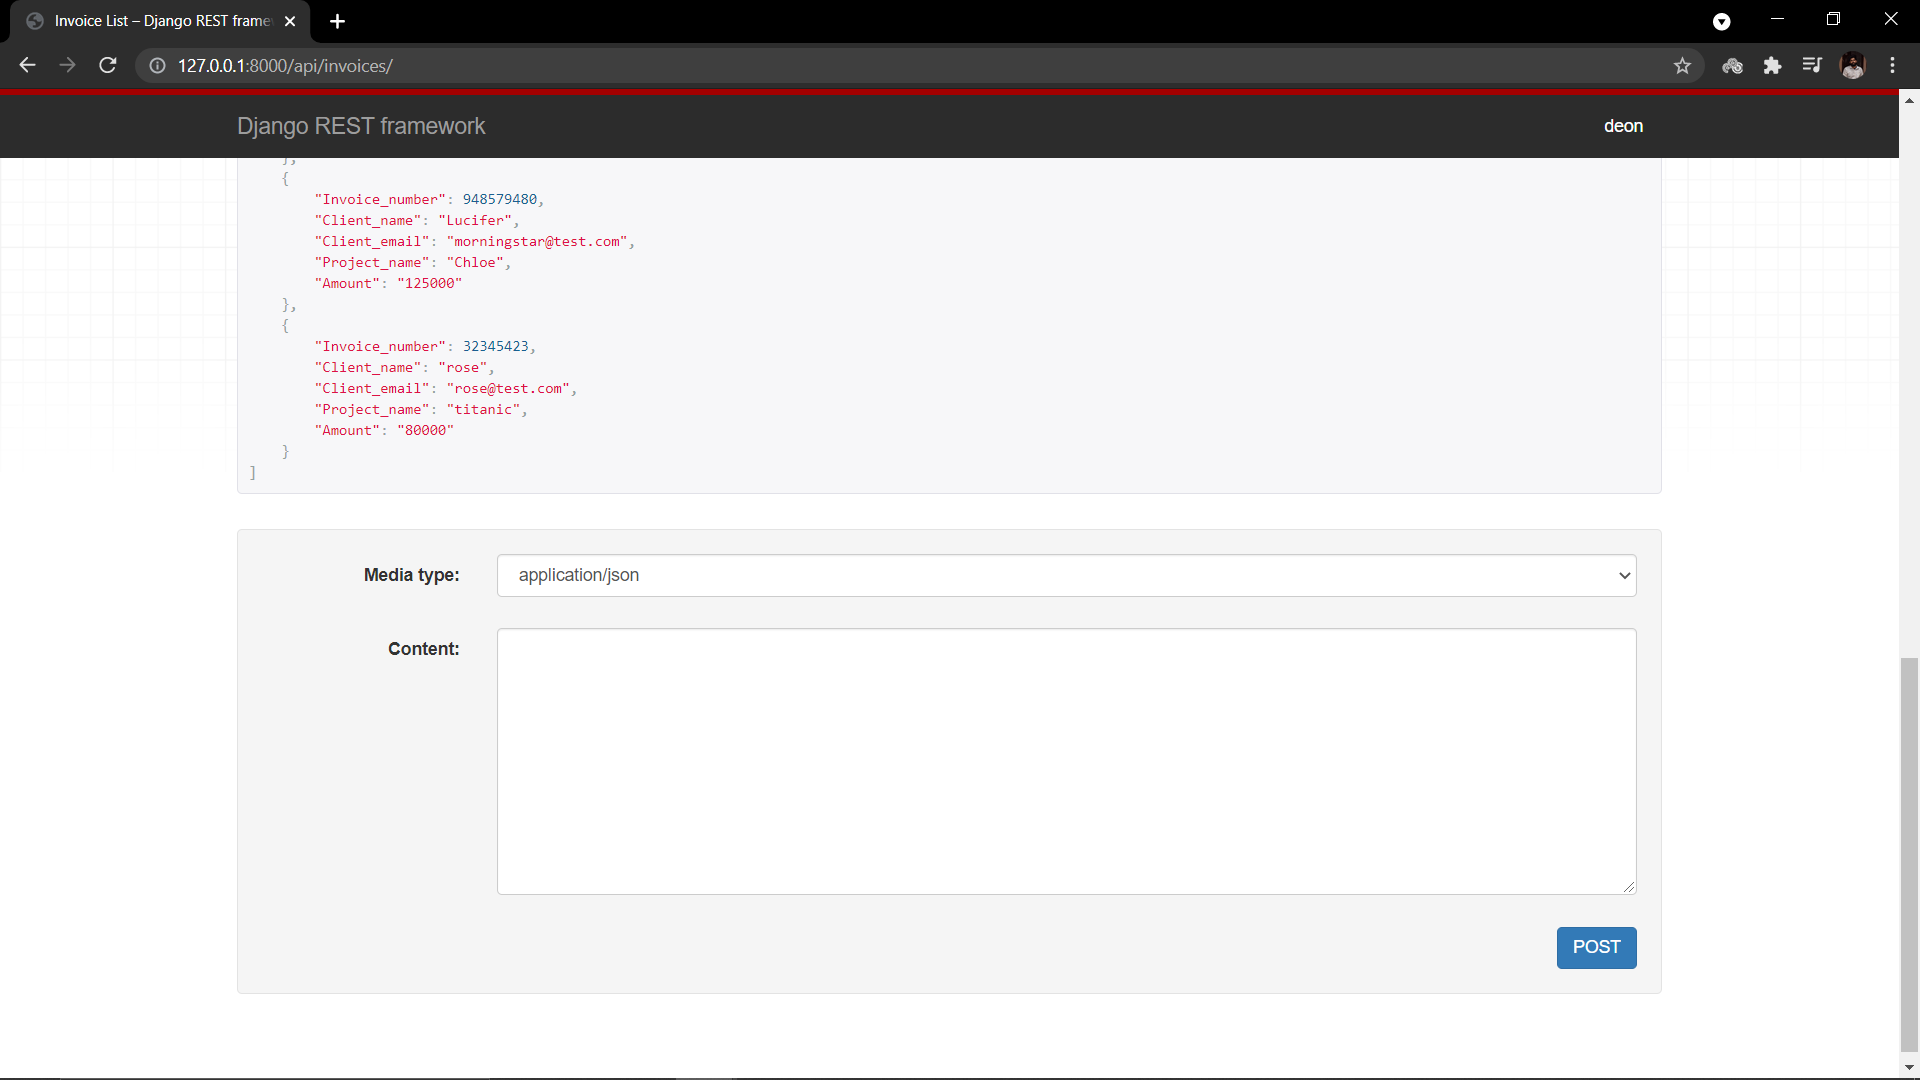 Invoice List – Django REST frame
127.0.0.1:8000/api/invoices/
Django REST framework
deon
},
{
"Invoice_number": 948579480,
"Client_name": "Lucifer",
"Client_email": "morningstar@test.com",
"Project_name": "Chloe",
"Amount": "125000"
},
{
"Invoice_number": 32345423,
"Client_name": "rose",
"Client_email": "rose@test.com",
"Project_name": "titanic",
"Amount": "80000"
}
]
Media type:
application/json
Content:
POST